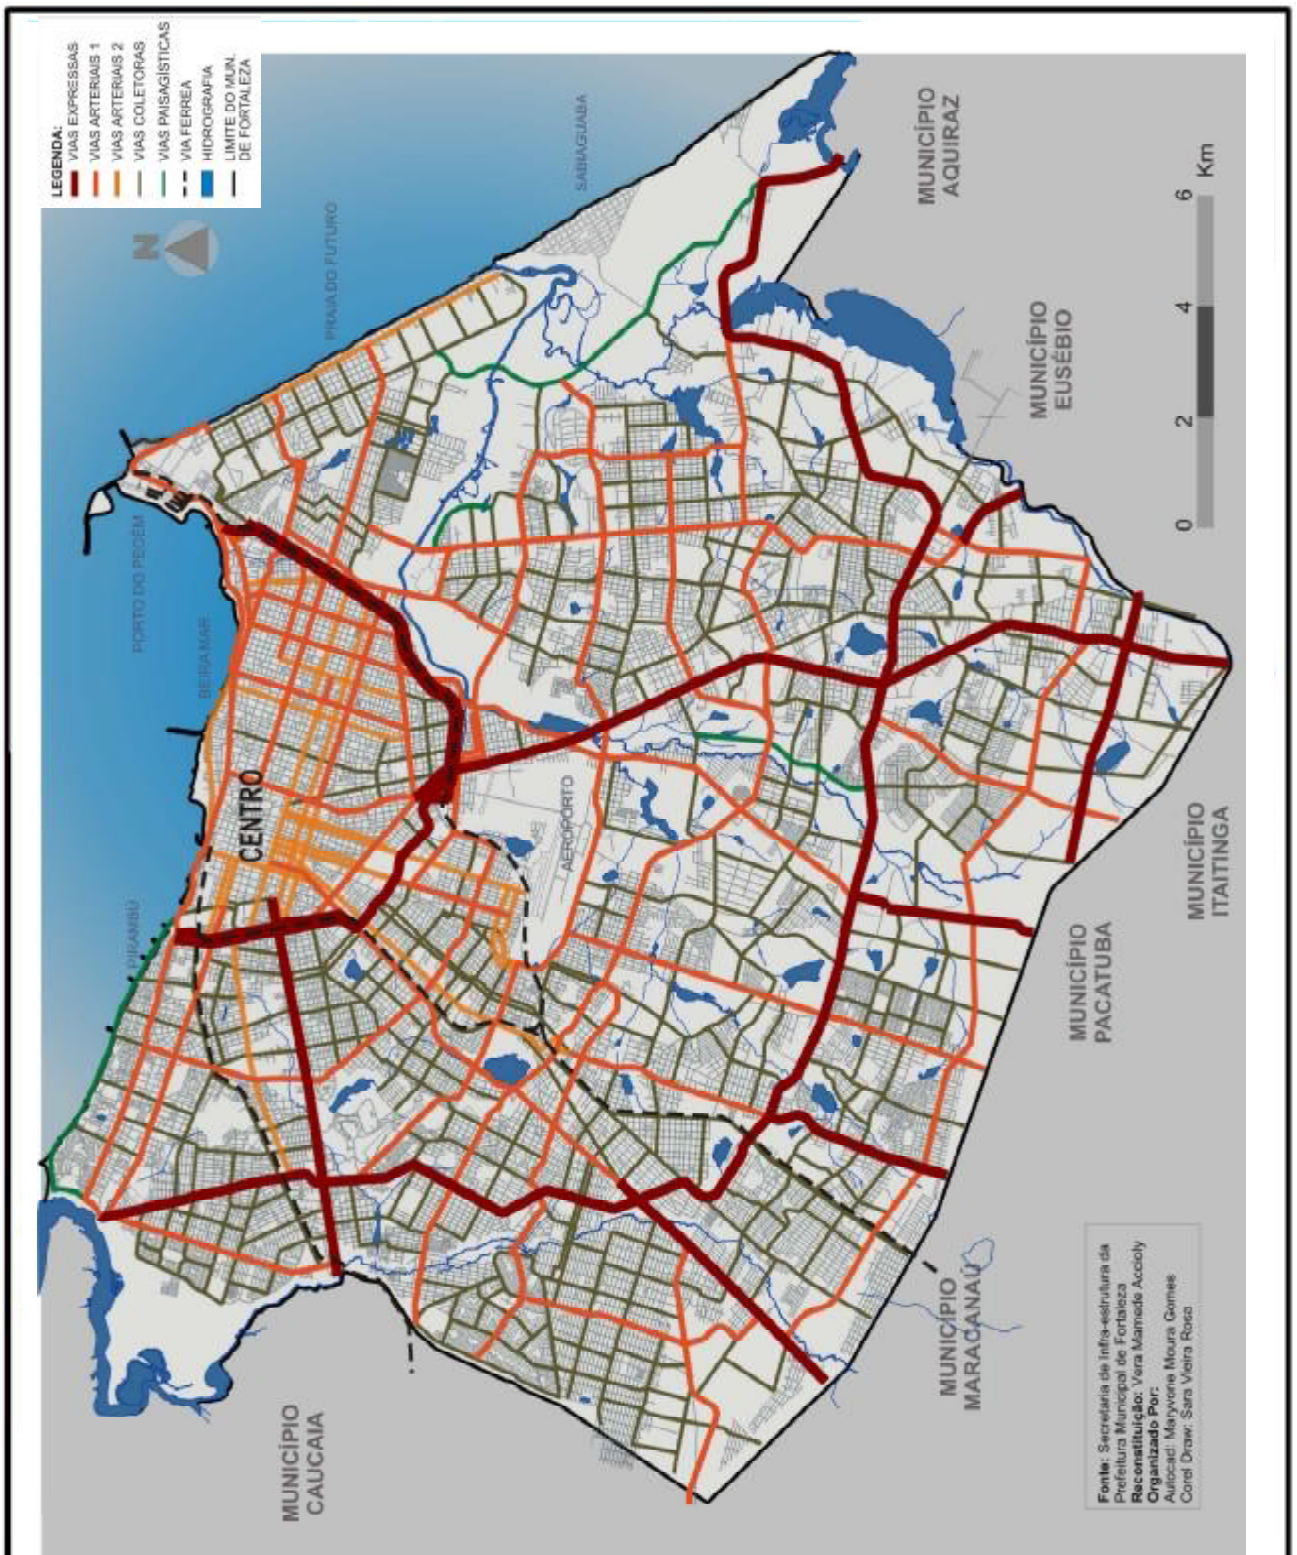 LEGENDA:
VIAS EXPRESSAS
VIAS ARTERIAIS 1
VIAS ARTERIAIS 2
VIAS COLETORAS
VIAS PAISAGÍSTICAS
VIA FERREA
HIDROGRAFIA
LIMITE DO MUN.
DE FORTALEZA
N
SABIAGUABA
PRAIA DO FUTURO
PORTO DO PECÉM
BEIRA MAR
PIRAMBÚ
CENTRO
AEROPORTO
MUNICÍPIO
AQUIRAZ
MUNICÍPIO
EUSÉBIO
MUNICÍPIO
ITAITINGA
MUNICÍPIO
PACATUBA
MUNICÍPIO
MARACANAÚ
MUNICÍPIO
CAUCAIA
0 2 4 6 Km
Fonte: Secretaria de Infra-estrutura da
Prefeitura Municipal de Fortaleza
Reconstituição: Vera Mamede Accioly
Organizado Por:
Autocad: Maryvone Moura Gomes
Corel Draw: Sara Vieira Rosa